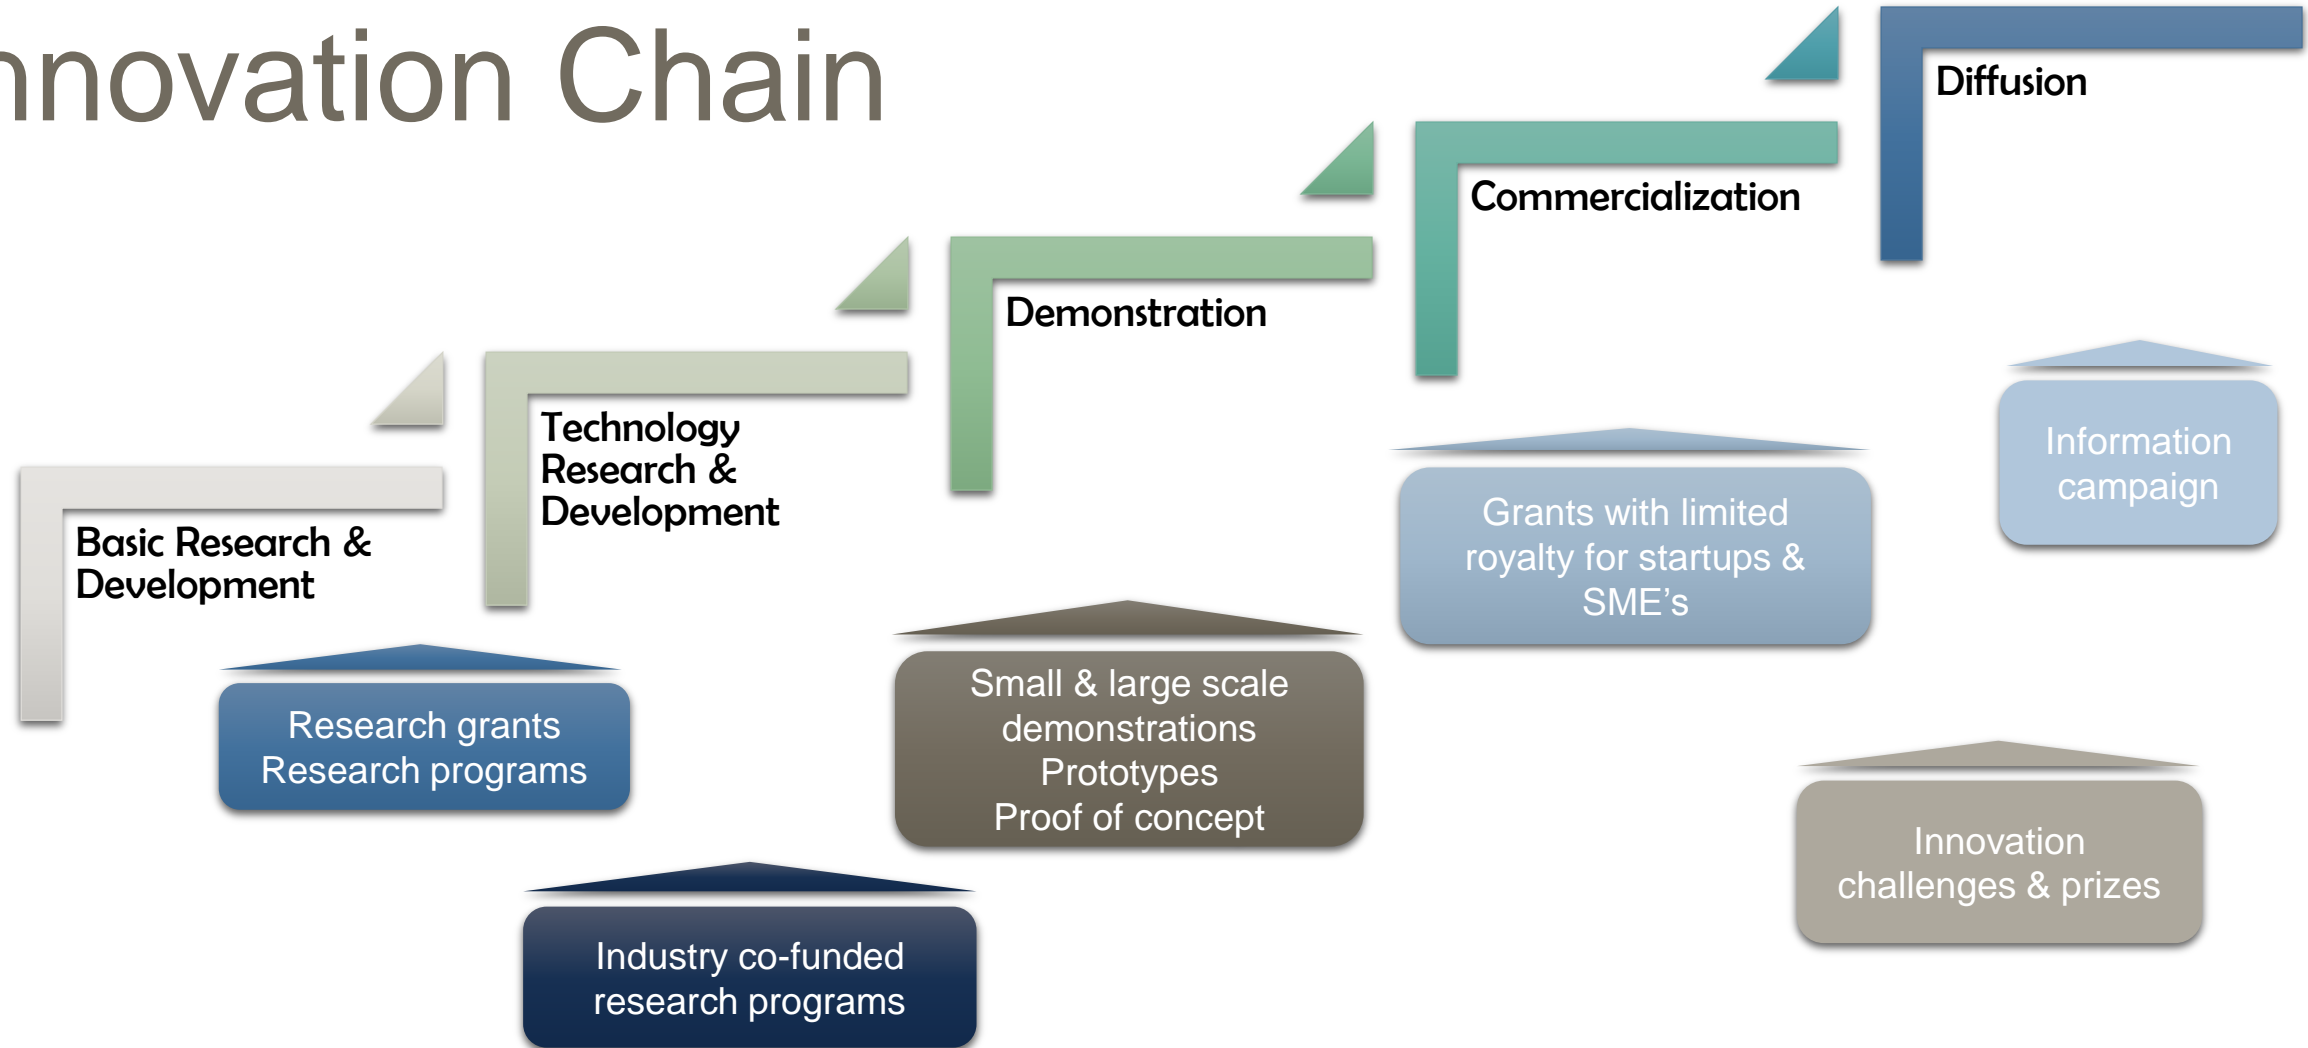 nnovation Chain
Diffusion
Commercialization
Demonstration
Technology
Research &
Development
Basic Research &
Development
Information
campaign
Grants with limited
royalty for startups &
SME’s
Small & large scale
demonstrations
Prototypes
Proof of concept
Research grants
Research programs
Innovation
challenges & prizes
Industry co-funded
research programs